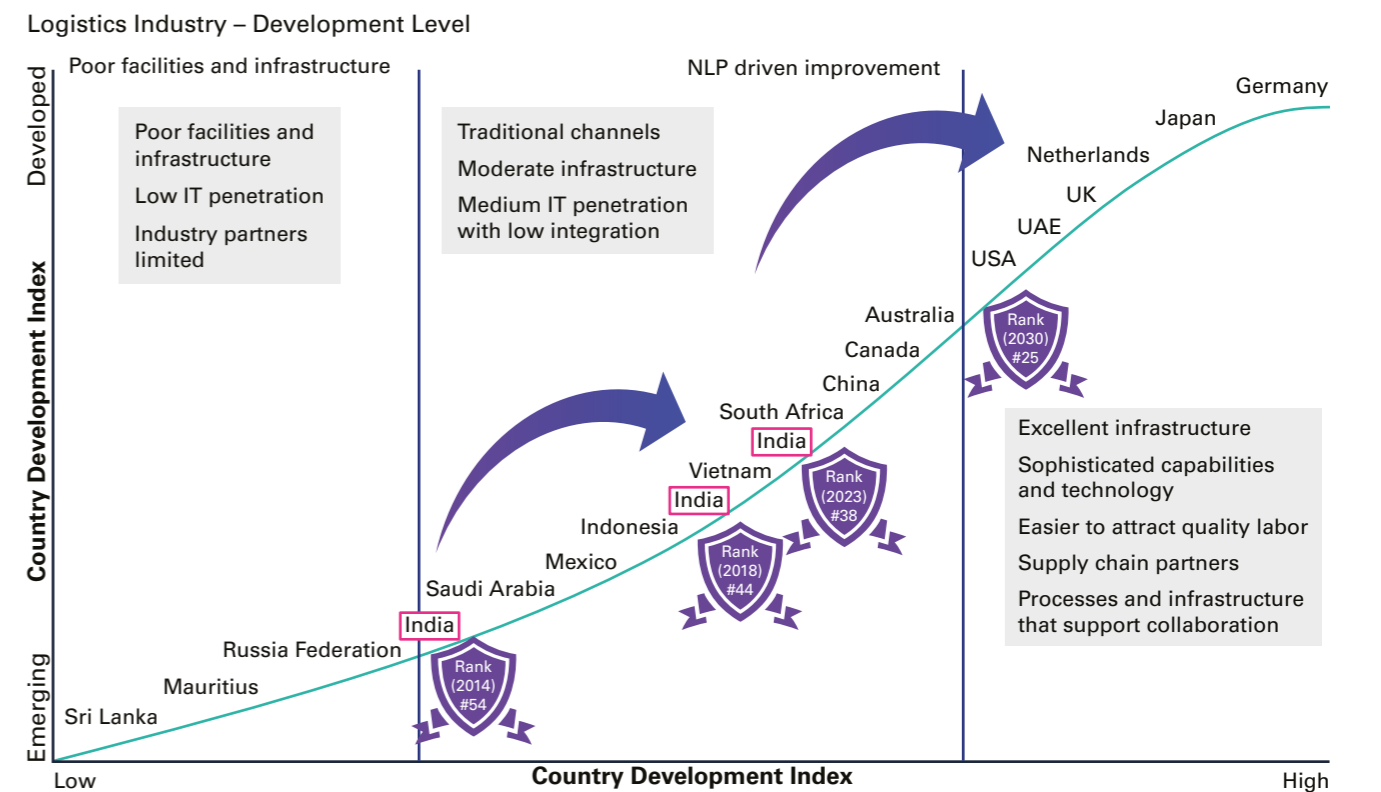 Logistics Industry – Development Level
Poor facilities and infrastructure
NLP driven improvement
Developed
Country Development Index
Emerging
Poor facilities and
infrastructure
Low IT penetration
Industry partners
limited
Traditional channels
Moderate infrastructure
Medium IT penetration
with low integration
Germany
Japan
Netherlands
UK
UAE
USA
Australia
Canada
China
South Africa
India
Vietnam
India
Indonesia
Mexico
Saudi Arabia
India
Russia Federation
Mauritius
Sri Lanka
Rank
(2030)
#25
Rank
(2023)
#38
Rank
(2018)
#44
Rank
(2014)
#54
Excellent infrastructure
Sophisticated capabilities
and technology
Easier to attract quality labor
Supply chain partners
Processes and infrastructure
that support collaboration
Low
Country Development Index
High